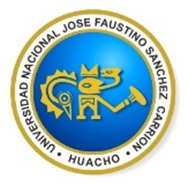 UNIVERSIDAD NACIONAL JOSE FAUSTINO SANCHEZ CARRION
• HUACHO •